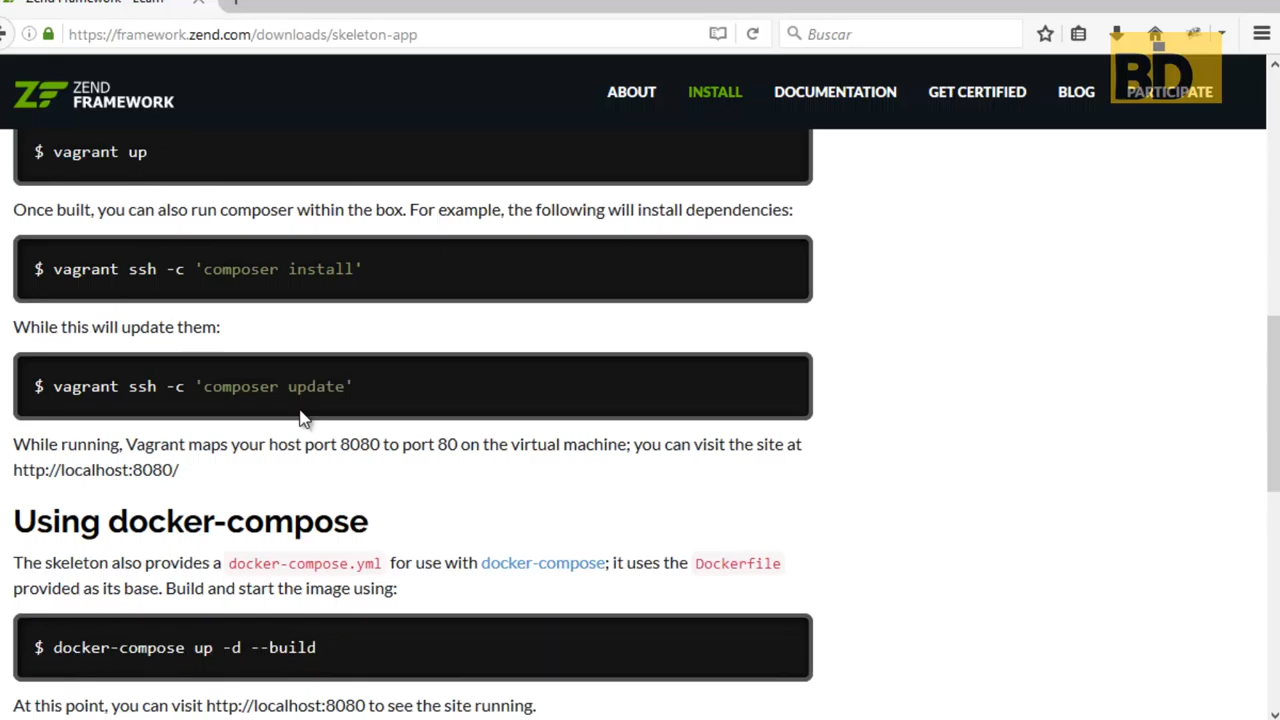 https://framework.zend.com/downloads/skeleton-app
Buscar
ZEND
FRAMEWORK
ABOUT
INSTALL
DOCUMENTATION
GET CERTIFIED
BLOG
PARTICIPATE
BD
$ vagrant up
Once built, you can also run composer within the box. For example, the following will install dependencies:
$ vagrant ssh -c 'composer install'
While this will update them:
$ vagrant ssh -c 'composer update'
While running, Vagrant maps your host port 8080 to port 80 on the virtual machine; you can visit the site at
http://localhost:8080/
Using docker-compose
The skeleton also provides a docker-compose.yml for use with docker-compose; it uses the Dockerfile
provided as its base. Build and start the image using:
$ docker-compose up -d --build
At this point, you can visit http://localhost:8080 to see the site running.